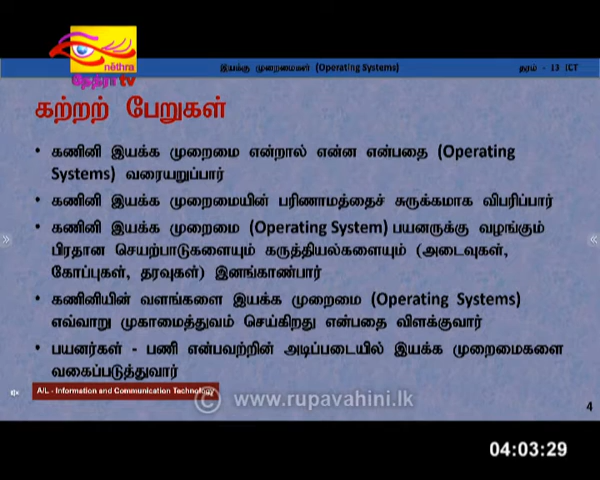 nēthra
நேத்ரா tv
இயக்கு முறைமைகள் (Operating Systems)
தரம் - 13 ICT
கற்றற் பேறுகள்
• கணினி இயக்க முறைமை என்றால் என்ன என்பதை (Operating
Systems) வரையறுப்பார்
• கணினி இயக்க முறைமையின் பரிணாமத்தைச் சுருக்கமாக விபரிப்பார்
• கணினி இயக்க முறைமை (Operating System) பயனருக்கு வழங்கும்
பிரதான செயற்பாடுகளையும் கருத்தியல்களையும் (அடைவுகள்,
கோப்புகள், தரவுகள்) இனங்காண்பார்
• கணினியின் வளங்களை இயக்க முறைமை (Operating Systems)
எவ்வாறு முகாமைத்துவம் செய்கிறது என்பதை விளக்குவார்
• பயனர்கள் - பணி என்பவற்றின் அடிப்படையில் இயக்க முறைமைகளை
வகைப்படுத்துவார்
A/L - Information and Communication Technology
© www.rupavahini.lk
4
04:03:29